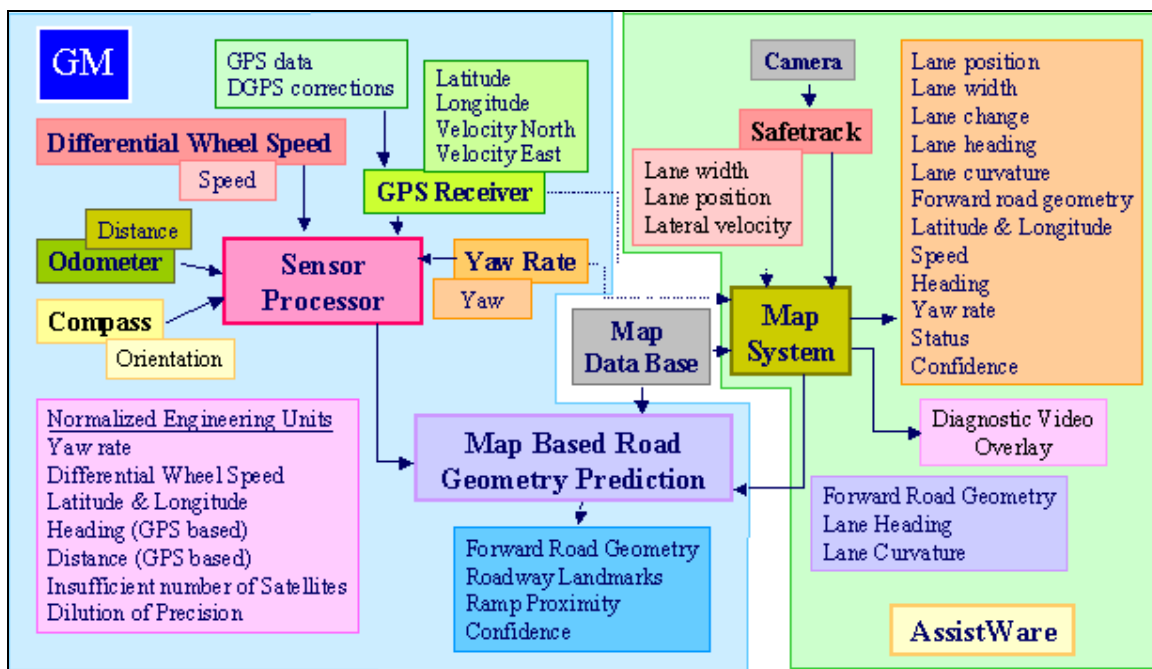 GM
GPS data
DGPS corrections
Latitude
Longitude
Velocity North
Velocity East
Differential Wheel Speed
Speed
GPS Receiver
Distance
Odometer
Sensor
Processor
Yaw Rate
Yaw
Compass
Orientation
Map
Data Base
Normalized Engineering Units
Yaw rate
Differential Wheel Speed
Latitude & Longitude
Heading (GPS based)
Distance (GPS based)
Insufficient number of Satellites
Dilution of Precision
Map Based Road
Geometry Prediction
Forward Road Geometry
Roadway Landmarks
Ramp Proximity
Confidence
Camera
Safetrack
Lane width
Lane position
Lateral velocity
Map
System
Lane position
Lane width
Lane change
Lane heading
Lane curvature
Forward road geometry
Latitude & Longitude
Speed
Heading
Yaw rate
Status
Confidence
Diagnostic Video
Overlay
Forward Road Geometry
Lane Heading
Lane Curvature
AssistWare